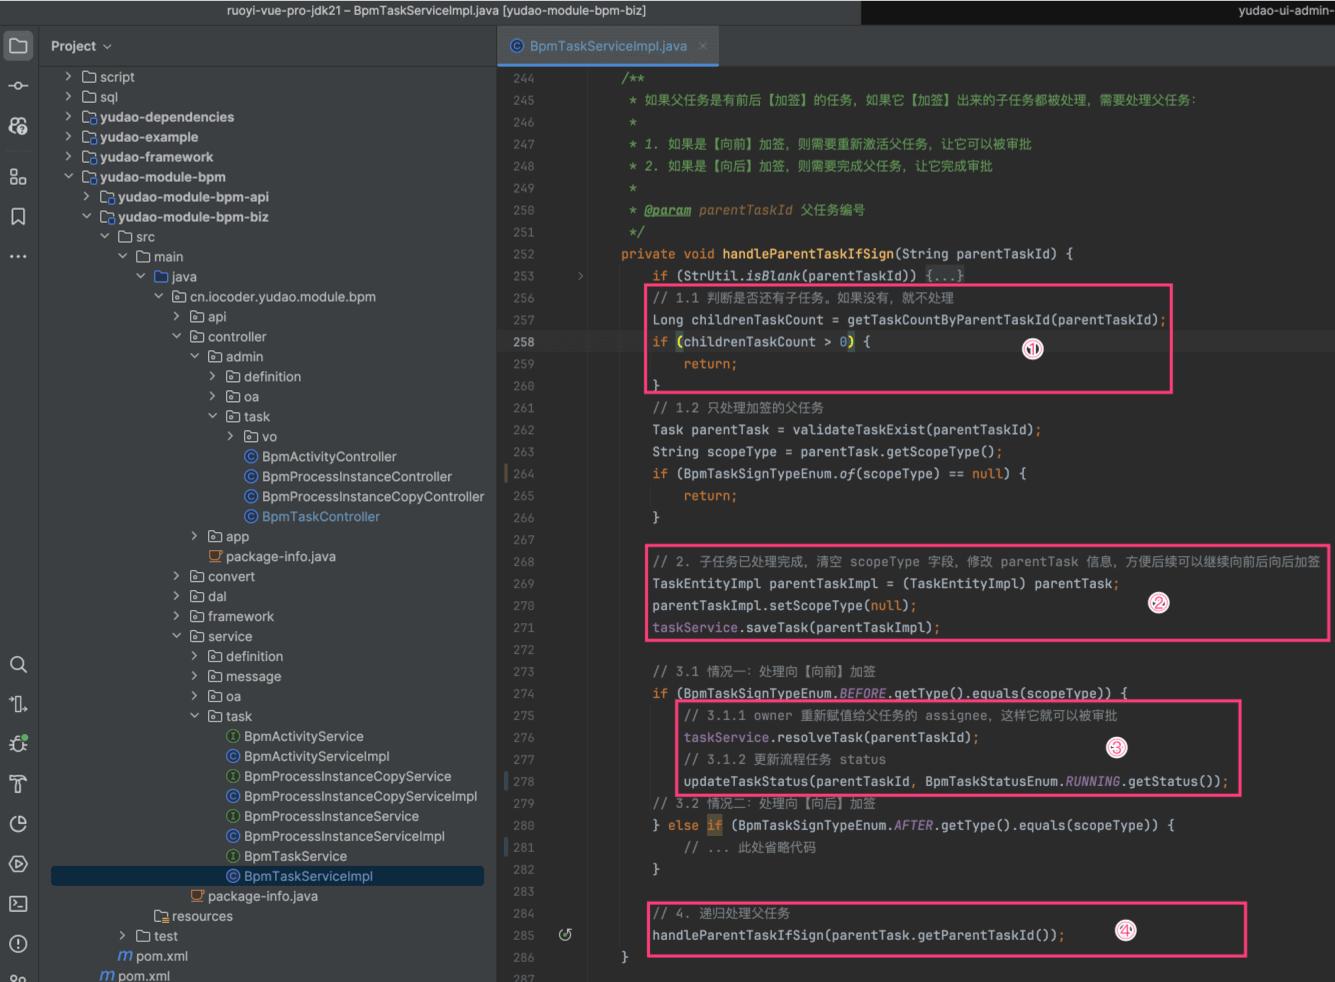 ruoyi-vue-pro-jdk21 – BpmTaskServiceImpl.java [yudao-module-bpm-biz]
yudao-ui-admin-
Project
script
sql
yudao-dependencies
yudao-example
yudao-framework
yudao-module-bpm
yudao-module-bpm-api
yudao-module-bpm-biz
src
main
java
cn.iocoder.yudao.module.bpm
api
controller
admin
definition
oa
task
vo
BpmActivityController
BpmProcessInstanceController
BpmProcessInstanceCopyController
BpmTaskController
app
package-info.java
convert
dal
framework
service
definition
message
oa
task
BpmActivityService
BpmActivityServiceImpl
BpmProcessInstanceCopyService
BpmProcessInstanceCopyServiceImpl
BpmProcessInstanceService
BpmProcessInstanceServiceImpl
BpmTaskService
BpmTaskServiceImpl
package-info.java
resources
test
pom.xml
pom.xml
BpmTaskServiceImpl.java
244 /**
245 * 如果父任务是有前后【加签】的任务，如果它【加签】出来的子任务都被处理，需要处理父任务：
246 *
247 * 1. 如果是【向前】加签，则需要重新激活父任务，让它可以被审批
248 * 2. 如果是【向后】加签，则需要完成父任务，让它完成审批
249 *
250 * @param parentTaskId 父任务编号
251 */
252 private void handleParentTaskIfSign(String parentTaskId) {
253 if (StrUtil.isBlank(parentTaskId)) {...}
256 // 1.1 判断是否还有子任务。如果没有，就不处理
257 Long childrenTaskCount = getTaskCountByParentTaskId(parentTaskId);
258 if (childrenTaskCount > 0) {
①
259 return;
260 }
261 // 1.2 只处理加签的父任务
262 Task parentTask = validateTaskExist(parentTaskId);
263 String scopeType = parentTask.getScopeType();
264 if (BpmTaskSignTypeEnum.of(scopeType) == null) {
265 return;
266 }
267
268 // 2. 子任务已处理完成，清空 scopeType 字段，修改 parentTask 信息，方便后续可以继续向前后向后加签
269 TaskEntityImpl parentTaskImpl = (TaskEntityImpl) parentTask;
270 parentTaskImpl.setScopeType(null);
②
271 taskService.saveTask(parentTaskImpl);
272
273 // 3.1 情况一：处理向【向前】加签
274 if (BpmTaskSignTypeEnum.BEFORE.getType().equals(scopeType)) {
275 // 3.1.1 owner 重新赋值给父任务的 assignee，这样它就可以被审批
276 taskService.resolveTask(parentTaskId);
③
277 // 3.1.2 更新流程任务 status
278 updateTaskStatus(parentTaskId, BpmTaskStatusEnum.RUNNING.getStatus());
279 // 3.2 情况二：处理向【向后】加签
280 } else if (BpmTaskSignTypeEnum.AFTER.getType().equals(scopeType)) {
281 // ... 此处省略代码
282 }
283
284 // 4. 递归处理父任务
285 handleParentTaskIfSign(parentTask.getParentTaskId());
④
286 }
287